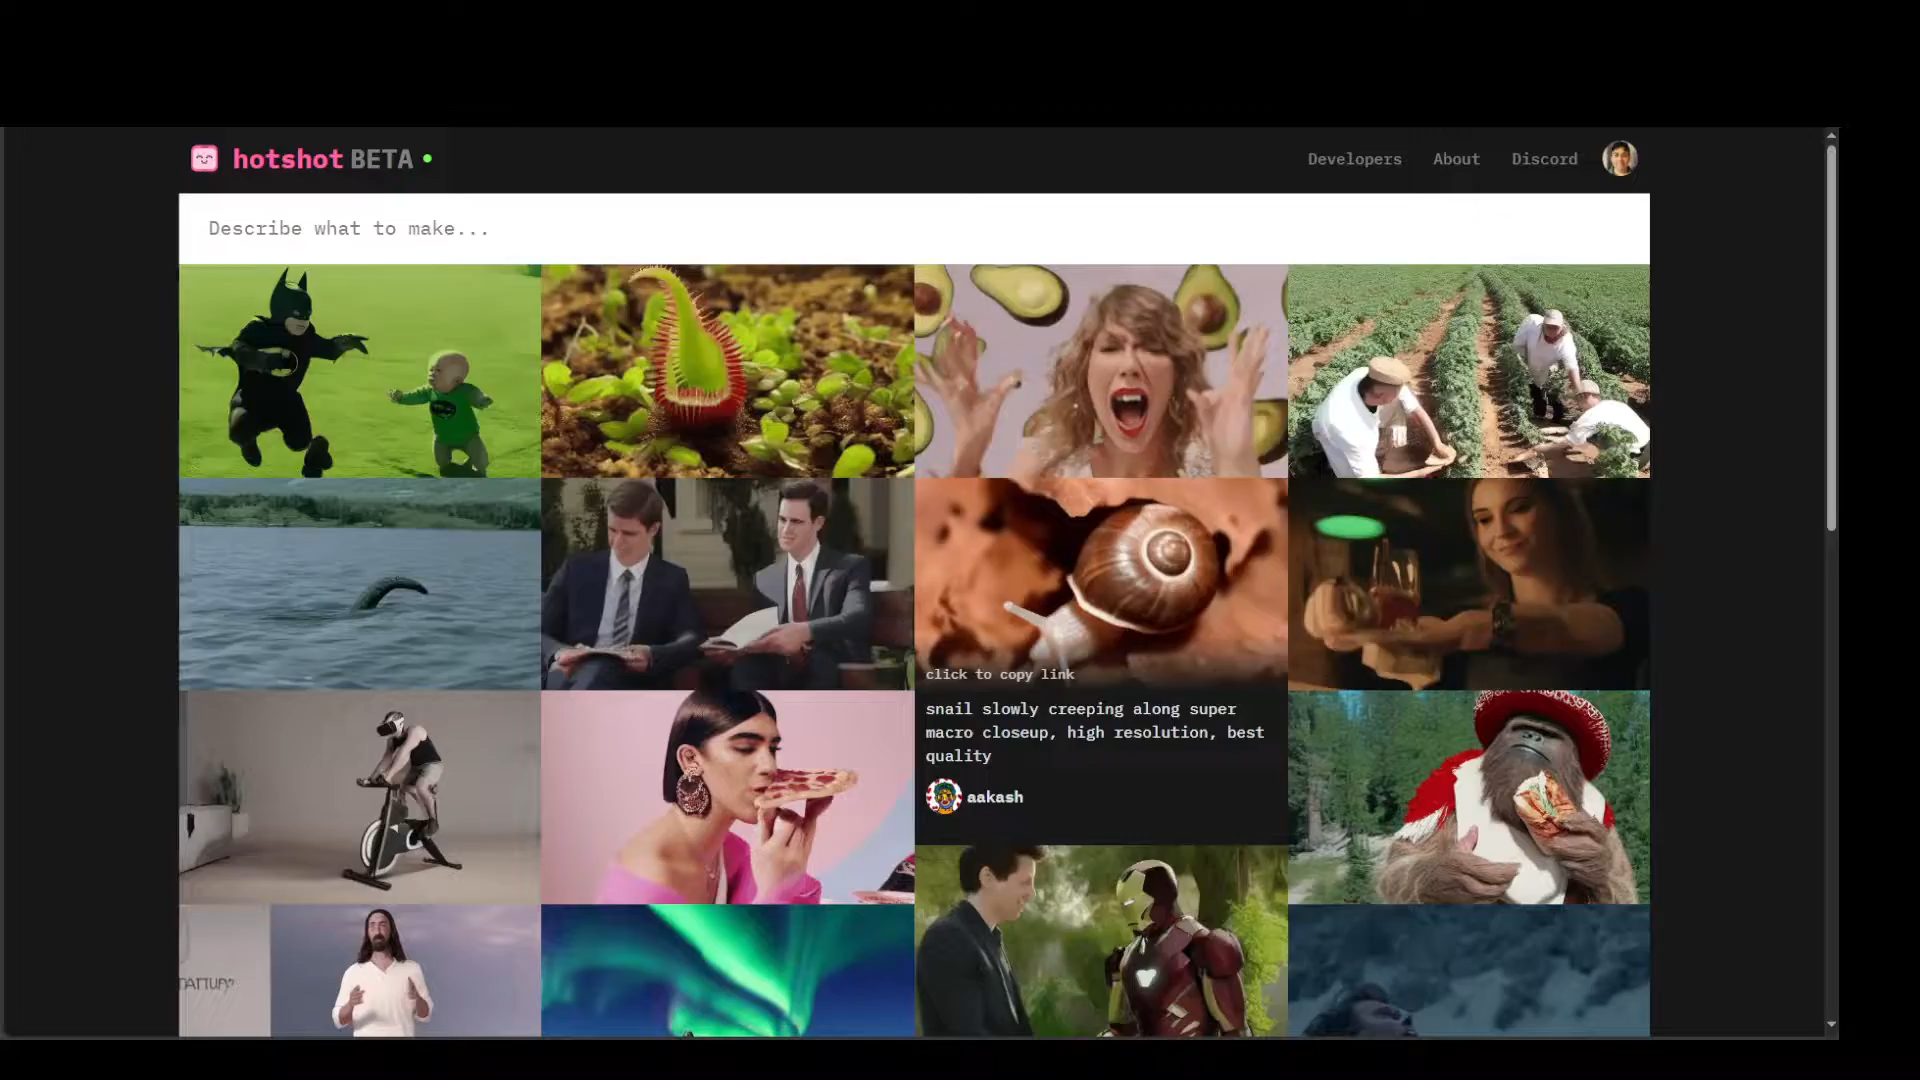 hotshot BETA
Developers About Discord
Describe what to make...
click to copy link
snail slowly creeping along super
macro closeup, high resolution, best
quality
aakash